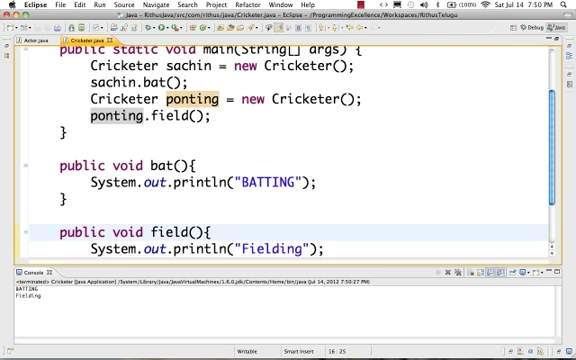 Eclipse File Edit Source Refactor Navigate Search Project Run Window Help (100%) Sat Jul 14 7:50 PM
Java – Rithus/java/src/com/rithus/java/Cricketer.java – Eclipse – /ProgrammingExcellence/Workspaces/RithusTelugu
Debug Java
Actor.java Cricketer.java
public static void main(String[] args) {
Cricketer sachin = new Cricketer();
sachin.bat();
Cricketer ponting = new Cricketer();
ponting.field();
}
public void bat(){
System.out.println("BATTING");
}
public void field(){
System.out.println("Fielding");
Console
<terminated> Cricketer [Java Application] /System/Library/Java/JavaVirtualMachines/1.6.0.jdk/Contents/Home/bin/java (Jul 14, 2012 7:50:27 PM)
BATTING
Fielding
Writable Smart Insert 16 : 25